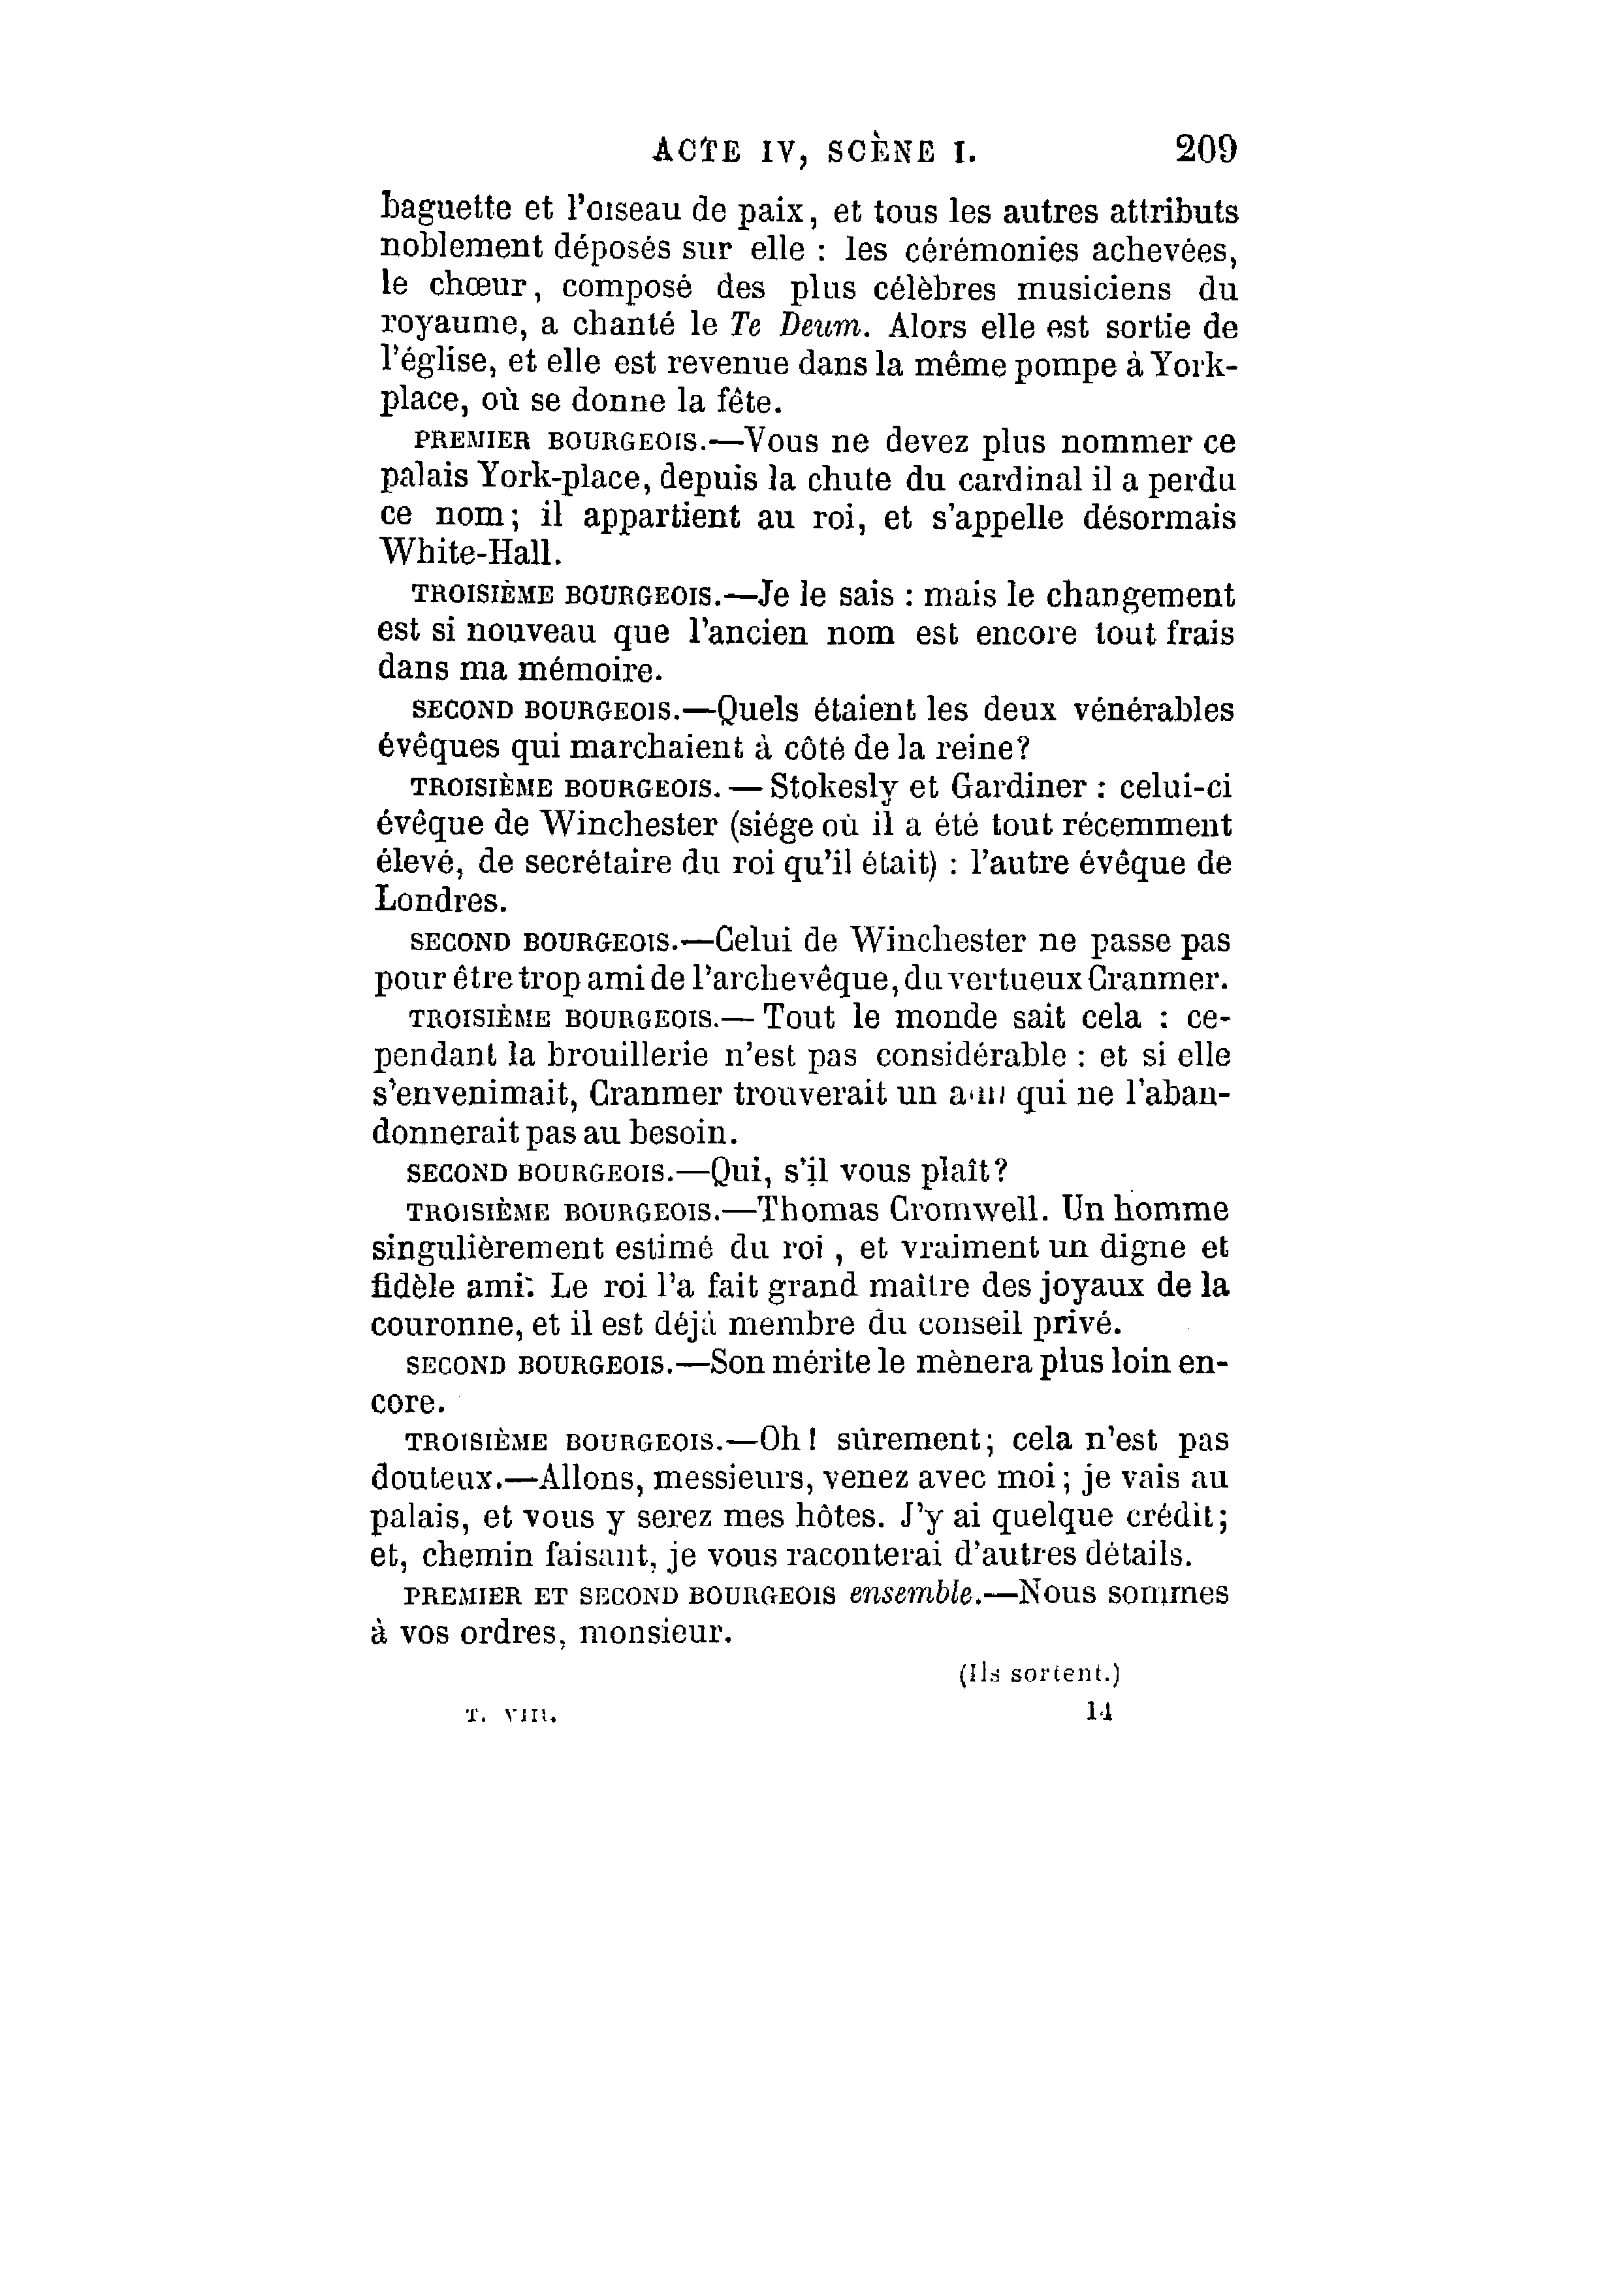 ACTE IV, SCÈNE I. 209
baguette et l'oiseau de paix, et tous les autres attributs
noblement déposés sur elle : les cérémonies achevées,
le chœur, composé des plus célèbres musiciens du
royaume, a chanté le Te Deum. Alors elle est sortie de
l'église, et elle est revenue dans la même pompe à York-
place, où se donne la fête.
PREMIER BOURGEOIS.—Vous ne devez plus nommer ce
palais York-place, depuis la chute du cardinal il a perdu
ce nom; il appartient au roi, et s'appelle désormais
White-Hall.
TROISIÈME BOURGEOIS.—Je le sais : mais le changement
est si nouveau que l'ancien nom est encore tout frais
dans ma mémoire.
SECOND BOURGEOIS.—Quels étaient les deux vénérables
évêques qui marchaient à côté de la reine?
TROISIÈME BOURGEOIS. — Stokesly et Gardiner : celui-ci
évêque de Winchester (siége où il a été tout récemment
élevé, de secrétaire du roi qu'il était) : l'autre évêque de
Londres.
SECOND BOURGEOIS.—Celui de Winchester ne passe pas
pour être trop ami de l'archevêque, du vertueux Cranmer.
TROISIÈME BOURGEOIS.— Tout le monde sait cela : ce-
pendant la brouillerie n'est pas considérable : et si elle
s'envenimait, Cranmer trouverait un ami qui ne l'aban-
donnerait pas au besoin.
SECOND BOURGEOIS.—Qui, s'il vous plaît?
TROISIÈME BOURGEOIS.—Thomas Cromwell. Un homme
singulièrement estimé du roi, et vraiment un digne et
fidèle ami: Le roi l'a fait grand maître des joyaux de la
couronne, et il est déjà membre du conseil privé.
SECOND BOURGEOIS.—Son mérite le mènera plus loin en-
core.
TROISIÈME BOURGEOIS.—Oh! sûrement; cela n'est pas
douteux.—Allons, messieurs, venez avec moi; je vais au
palais, et vous y serez mes hôtes. J'y ai quelque crédit;
et, chemin faisant, je vous raconterai d'autres détails.
PREMIER ET SECOND BOURGEOIS ensemble.—Nous sommes
à vos ordres, monsieur.
(Ils sortent.)
T. VIII. 14